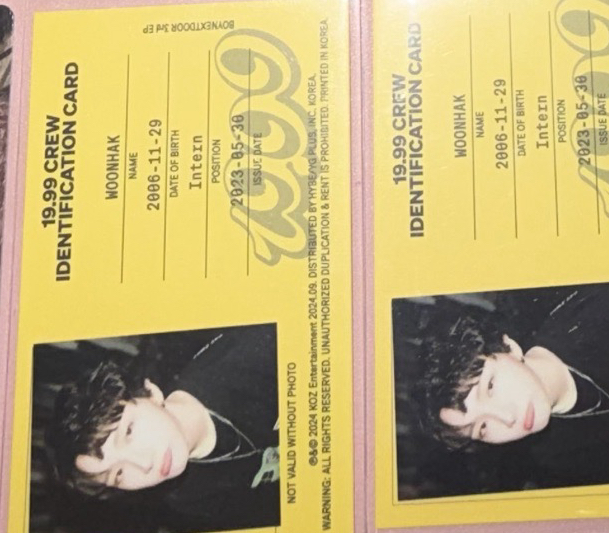 BOYNEXTDOOR 3rd EP
19.99 CREW
IDENTIFICATION CARD
WOONHAK
NAME
2006-11-29
DATE OF BIRTH
Intern
POSITION
2023-05-30
ISSUE DATE
19.99
NOT VALID WITHOUT PHOTO
℗&© 2024 KOZ Entertainment 2024.09. DISTRIBUTED BY HYBE/YG PLUS, INC. KOREA.
WARNING: ALL RIGHTS RESERVED. UNAUTHORIZED DUPLICATION & RENT IS PROHIBITED. PRINTED IN KOREA.
19.99 CREW
IDENTIFICATION CARD
WOONHAK
NAME
2006-11-29
DATE OF BIRTH
Intern
POSITION
2023-05-30
ISSUE DATE